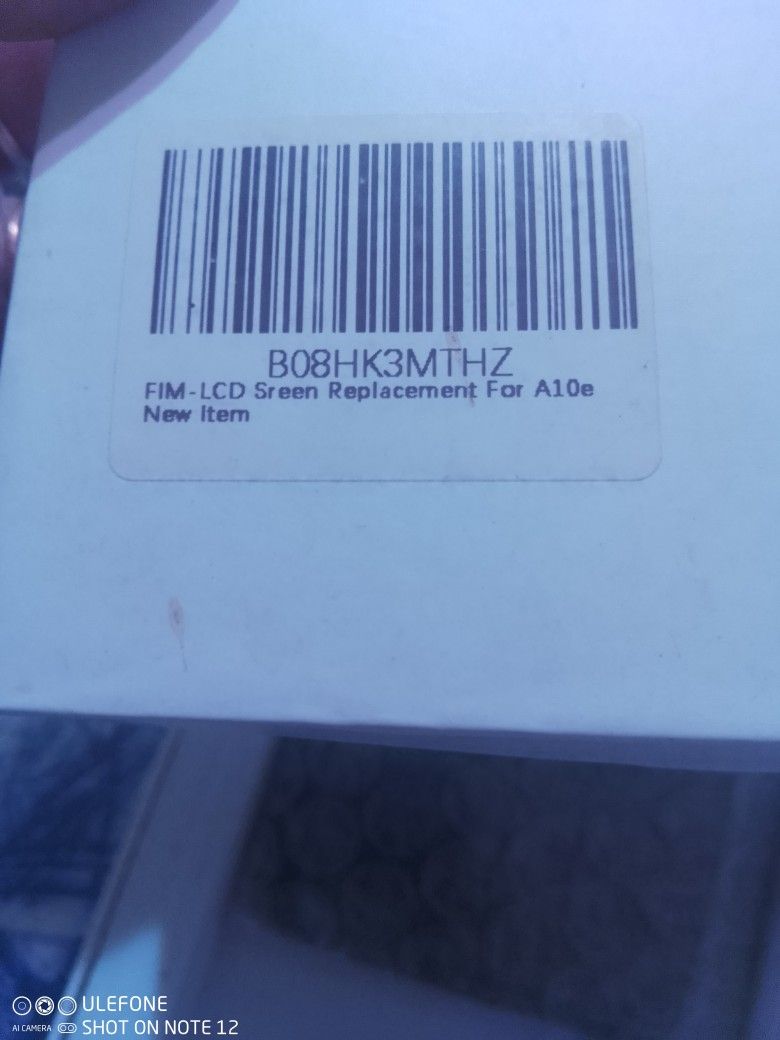 B08HK3MTHZ
FIM-LCD Sreen Replacement For A10e
New Item
ULEFONE
AI CAMERA SHOT ON NOTE 12